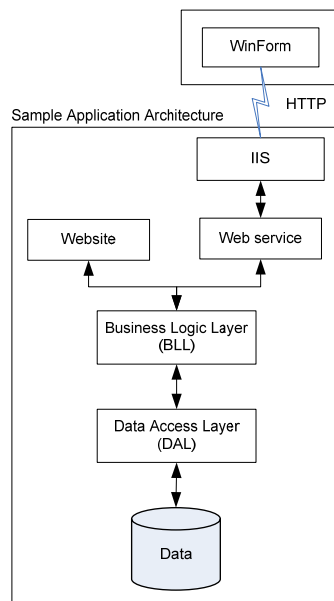 WinForm
HTTP
Sample Application Architecture
IIS
Website
Web service
Business Logic Layer
(BLL)
Data Access Layer
(DAL)
Data